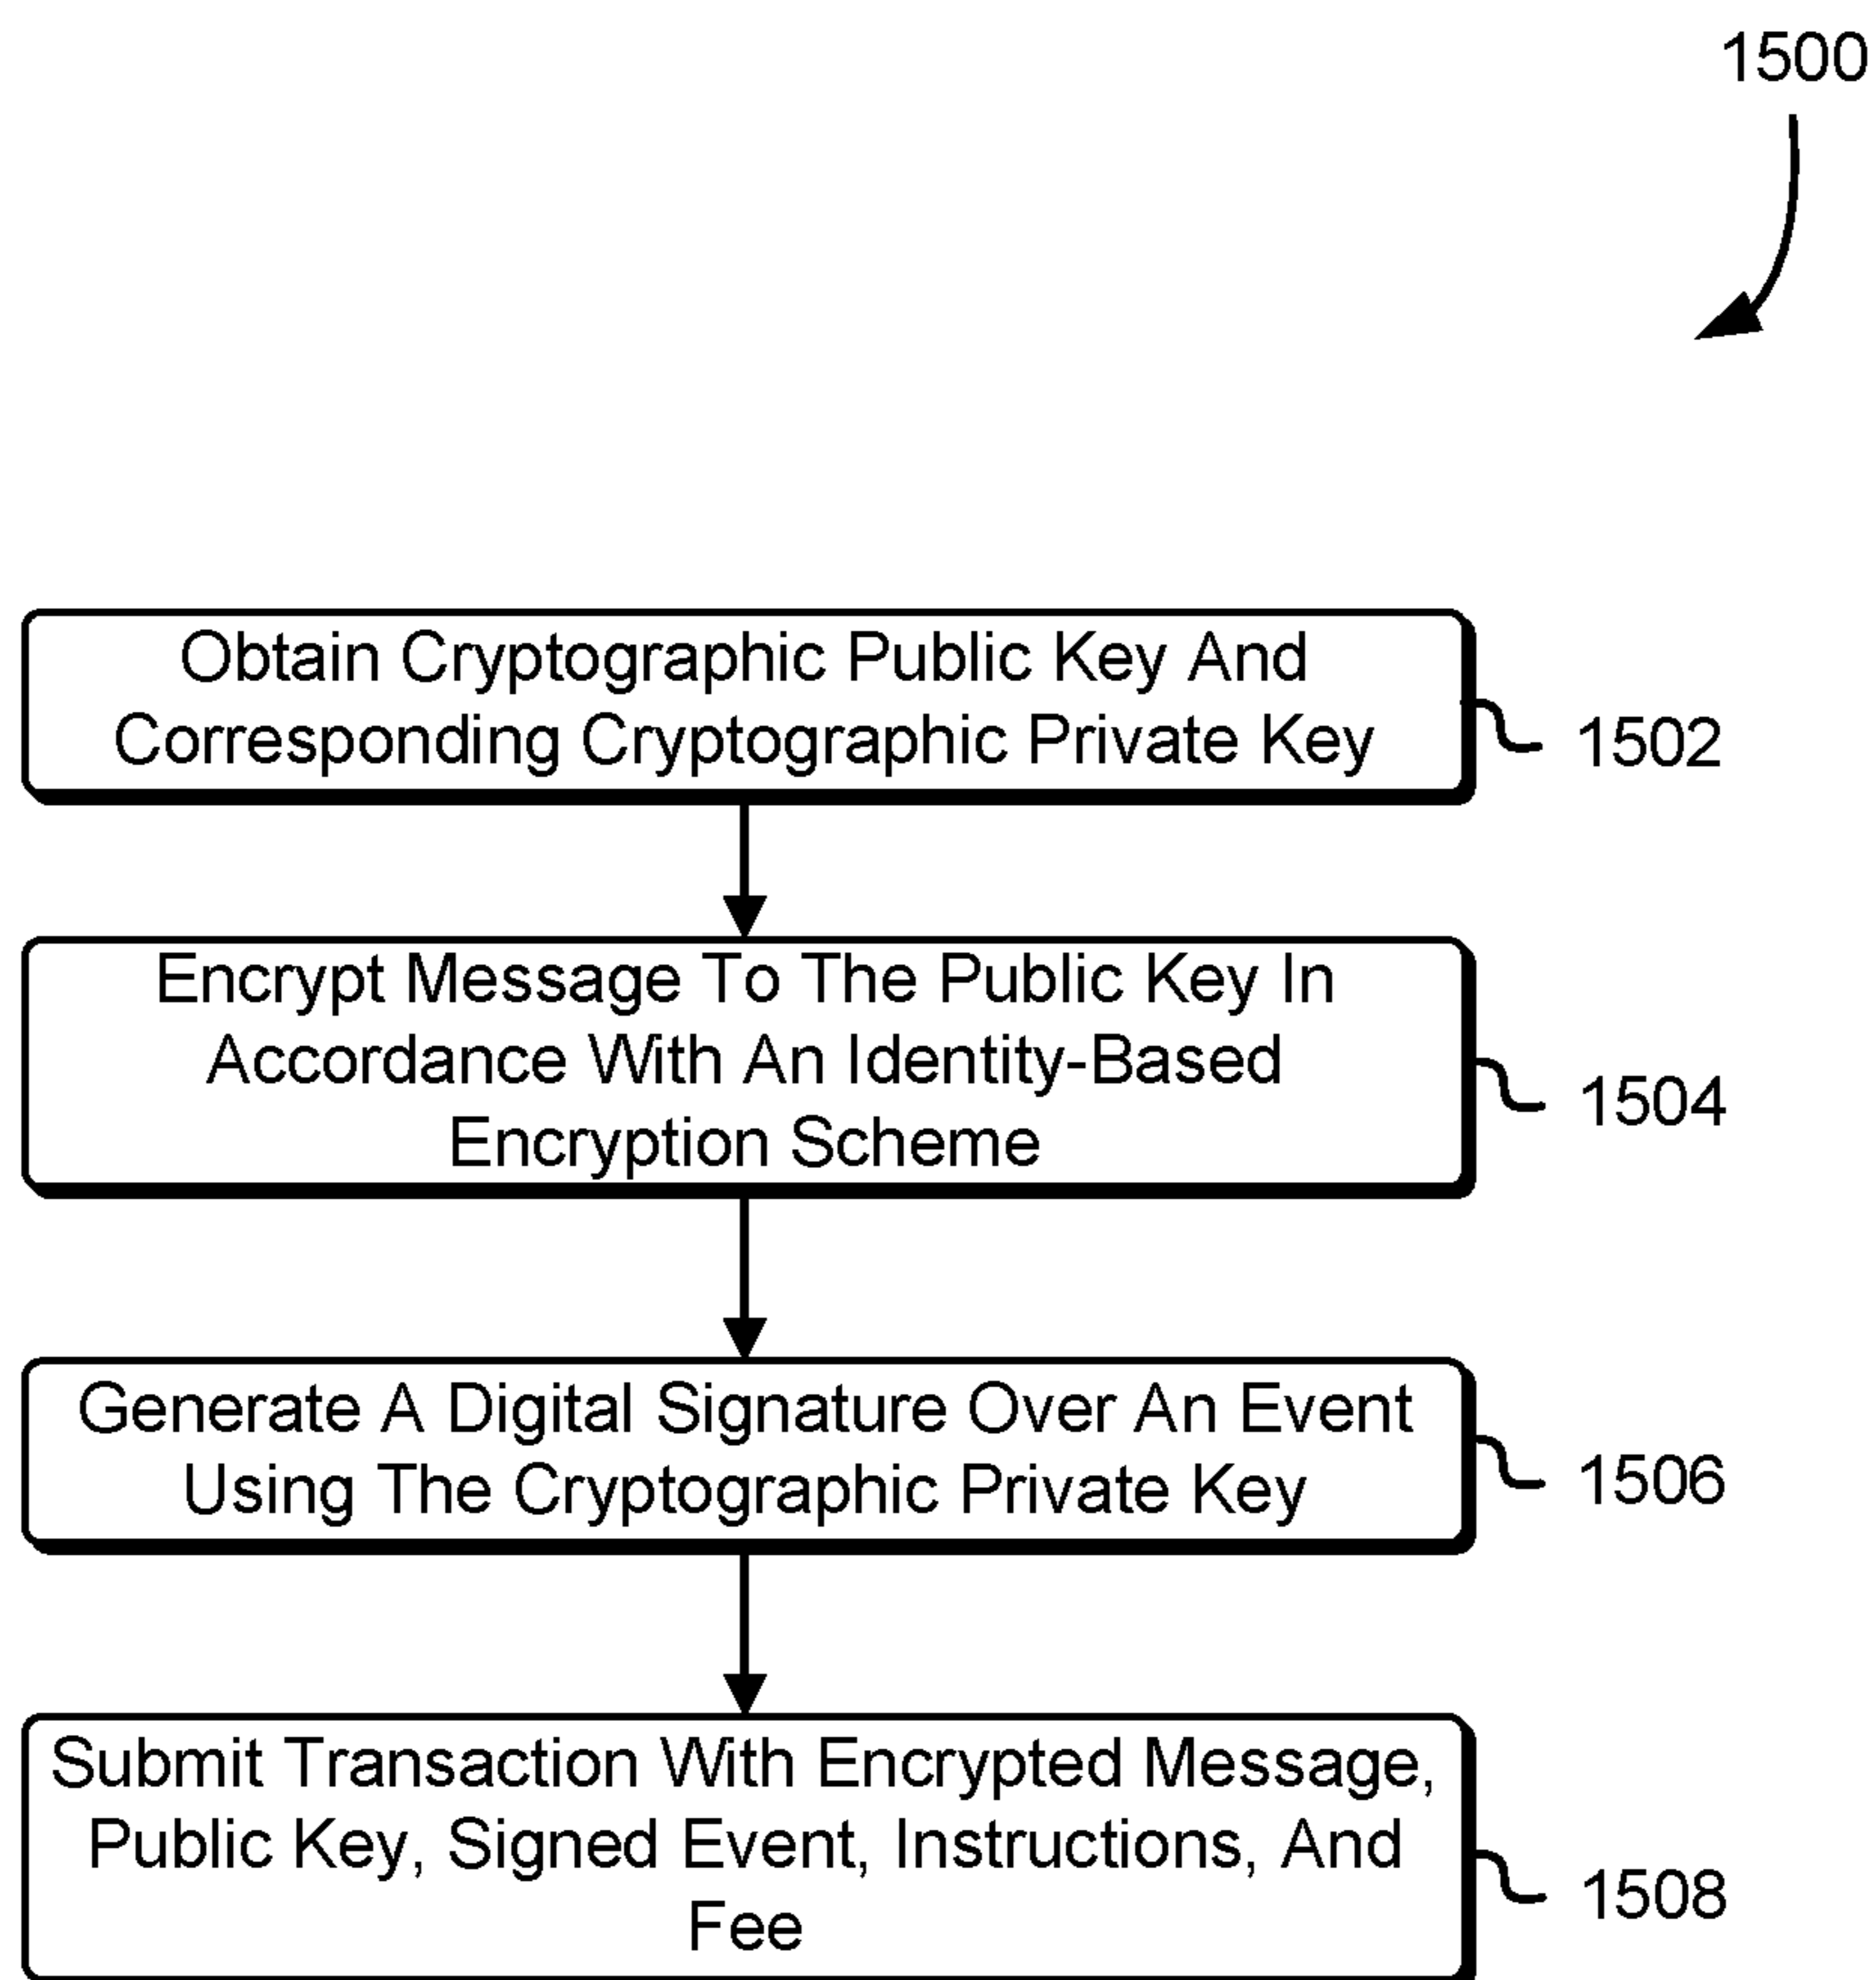 1500
Obtain Cryptographic Public Key And
Corresponding Cryptographic Private Key
1502
Encrypt Message To The Public Key In
Accordance With An Identity-Based
Encryption Scheme
1504
Generate A Digital Signature Over An Event
Using The Cryptographic Private Key
1506
Submit Transaction With Encrypted Message,
Public Key, Signed Event, Instructions, And
Fee
1508